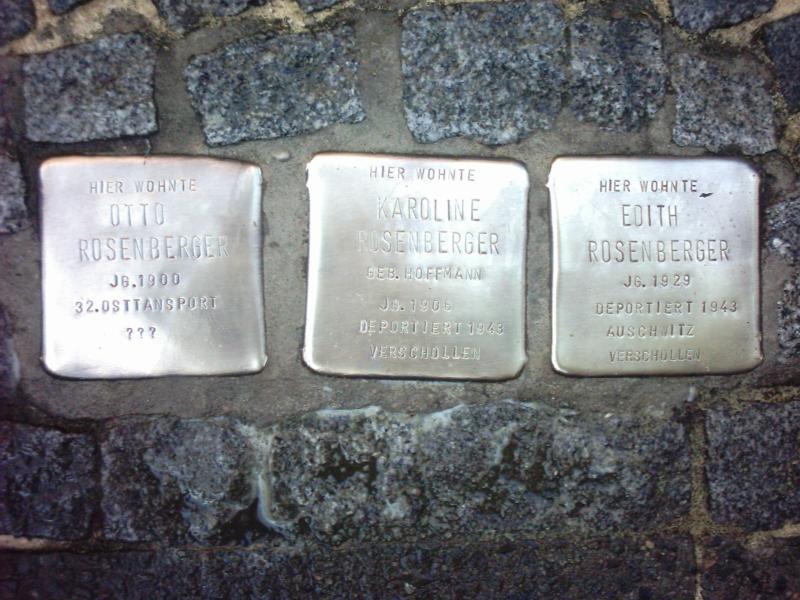 HIER WOHNTE
OTTO
ROSENBERGER
JG.1900
32.OSTTANSPORT
???
HIER WOHNTE
KAROLINE
ROSENBERGER
GEB. HOFFMANN
JG. 1906
DEPORTIERT 1943
VERSCHOLLEN
HIER WOHNTE
EDITH
ROSENBERGER
JG. 1929
DEPORTIERT 1943
AUSCHWITZ
VERSCHOLLEN